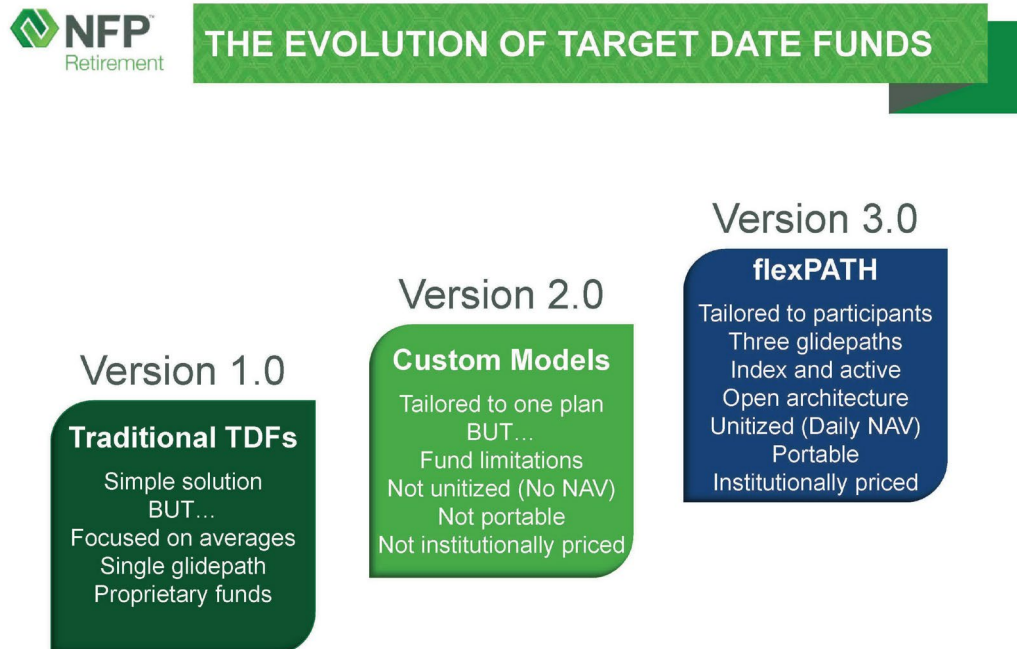 NFP™
Retirement
THE EVOLUTION OF TARGET DATE FUNDS
Version 1.0
Traditional TDFs
Simple solution
BUT...
Focused on averages
Single glidepath
Proprietary funds
Version 2.0
Custom Models
Tailored to one plan
BUT...
Fund limitations
Not unitized (No NAV)
Not portable
Not institutionally priced
Version 3.0
flexPATH
Tailored to participants
Three glidepaths
Index and active
Open architecture
Unitized (Daily NAV)
Portable
Institutionally priced